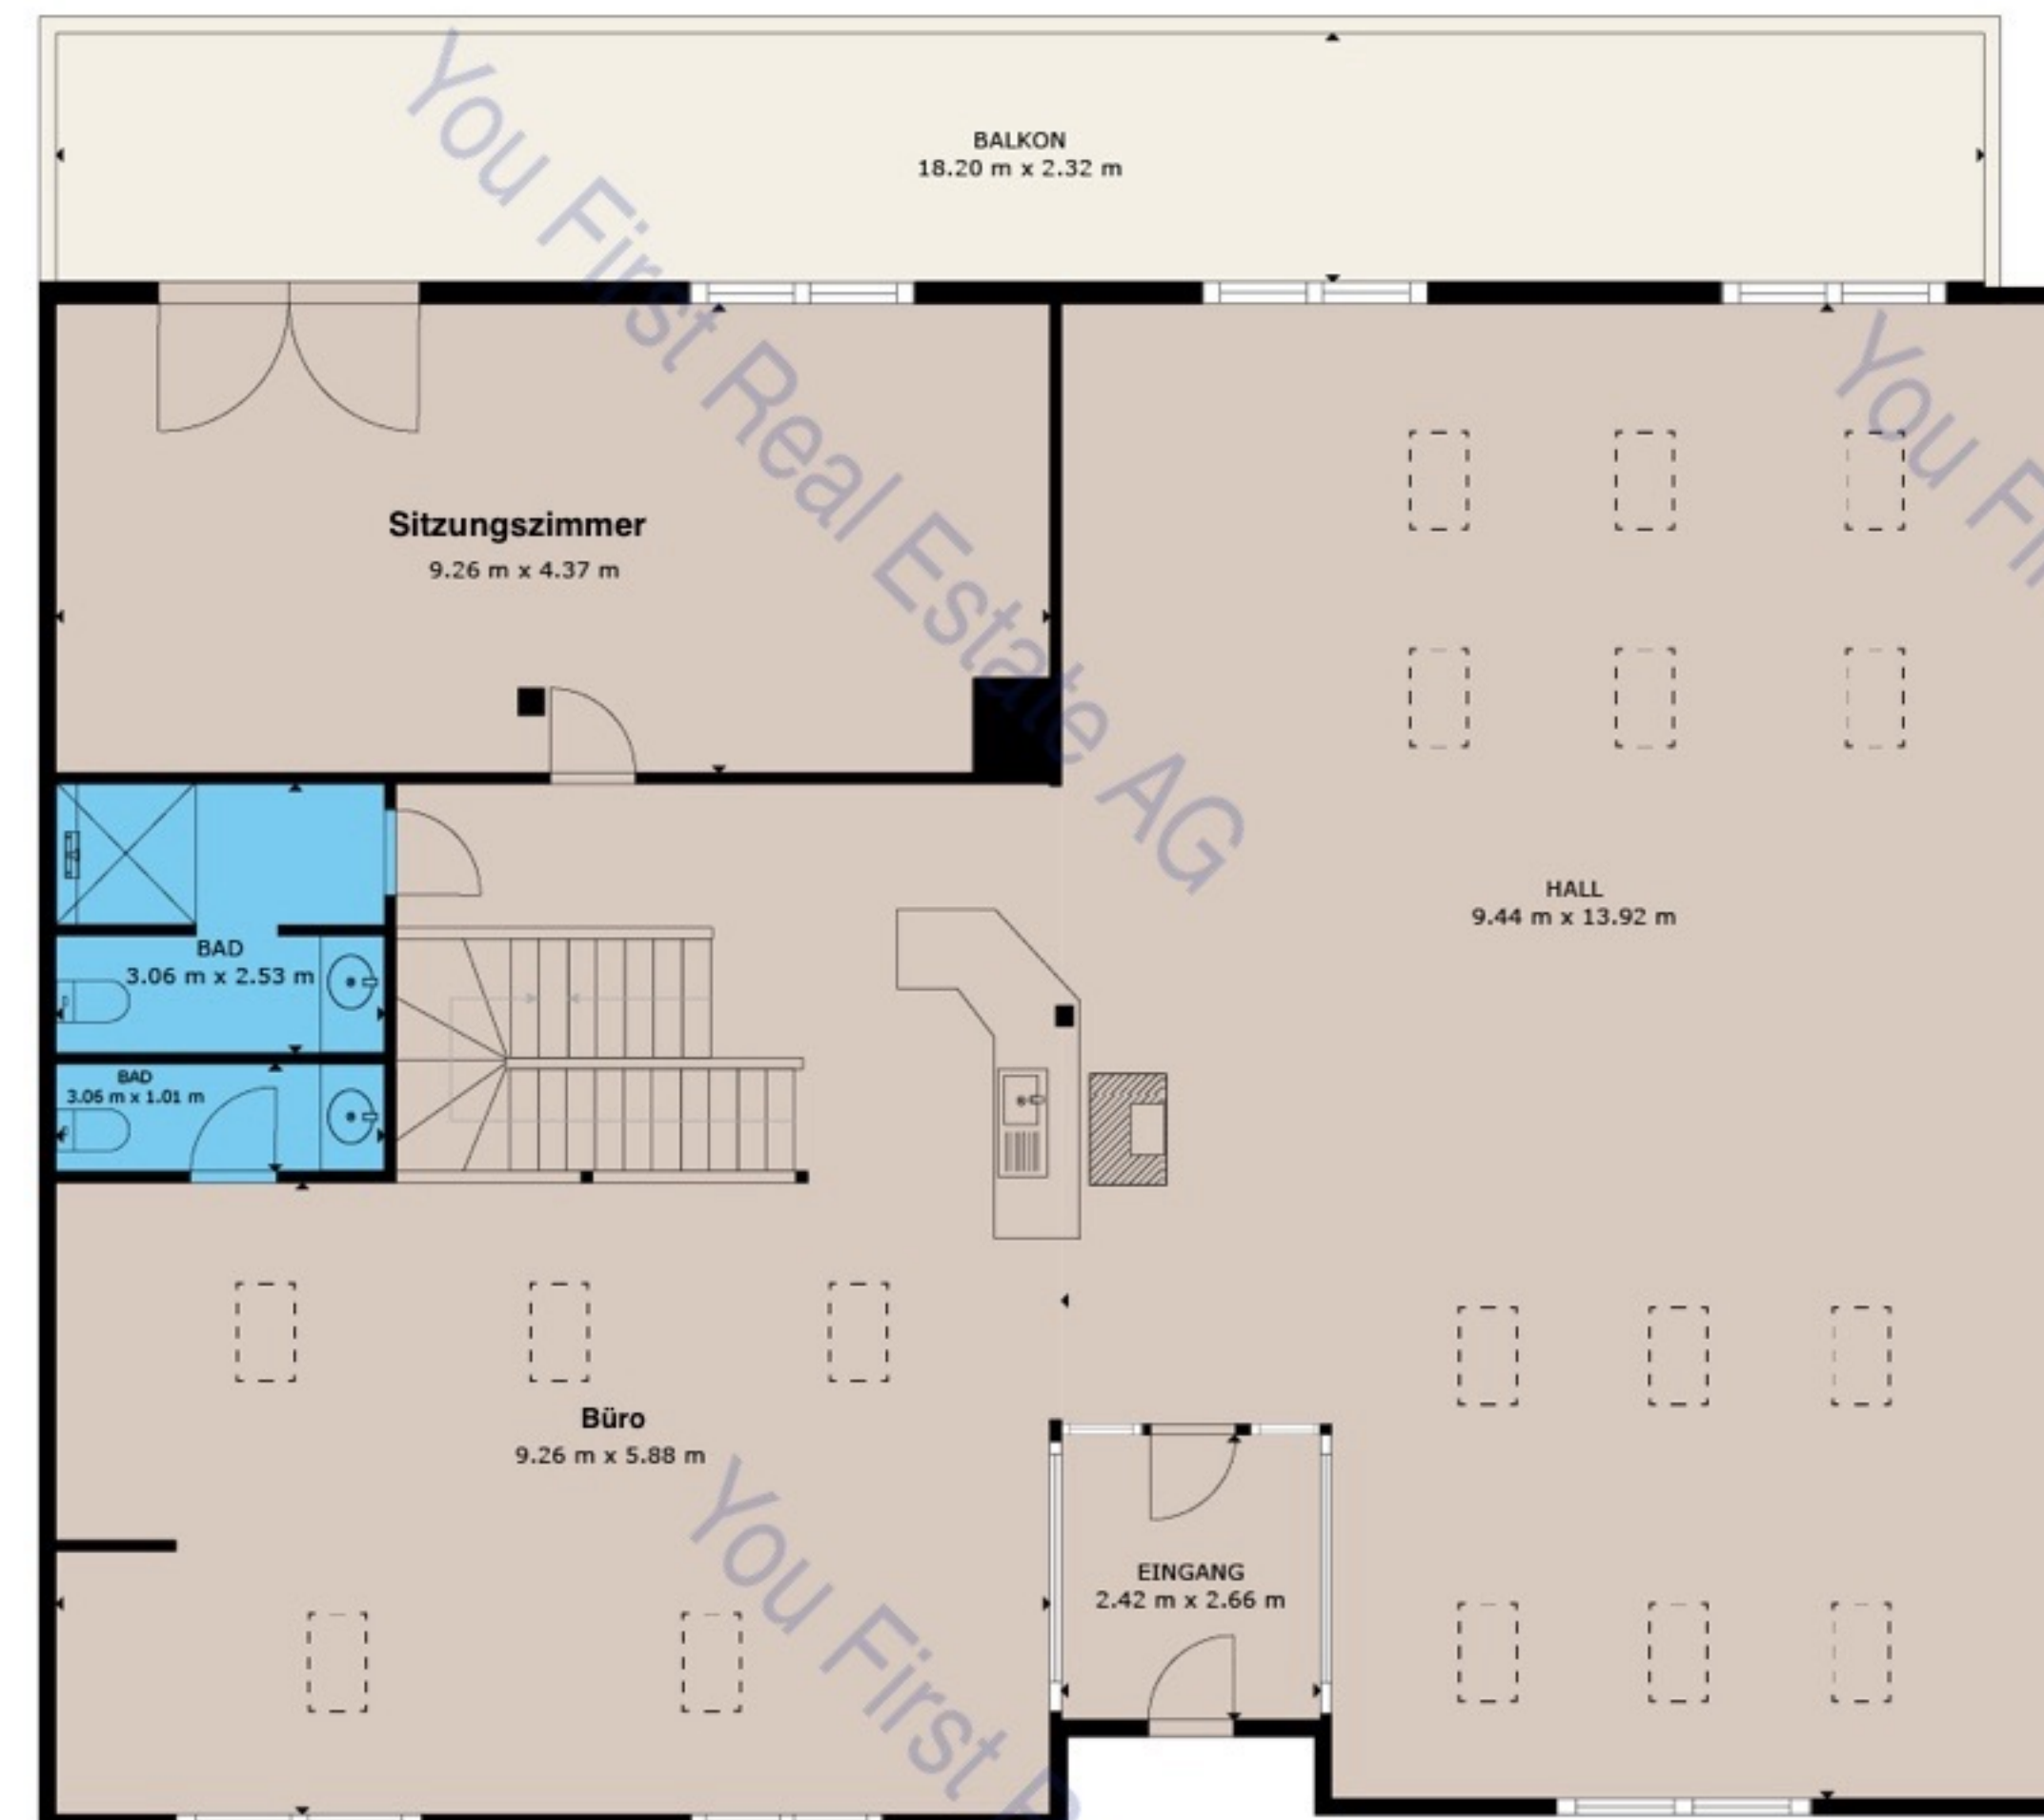 BALKON
18.20 m x 2.32 m
You First Real Estate AG
Sitzungszimmer
9.26 m x 4.37 m
You Fi
HALL
9.44 m x 13.92 m
BAD
3.06 m x 2.53 m
BAD
3.06 m x 1.01 m
Büro
9.26 m x 5.88 m
EINGANG
2.42 m x 2.66 m
You First R